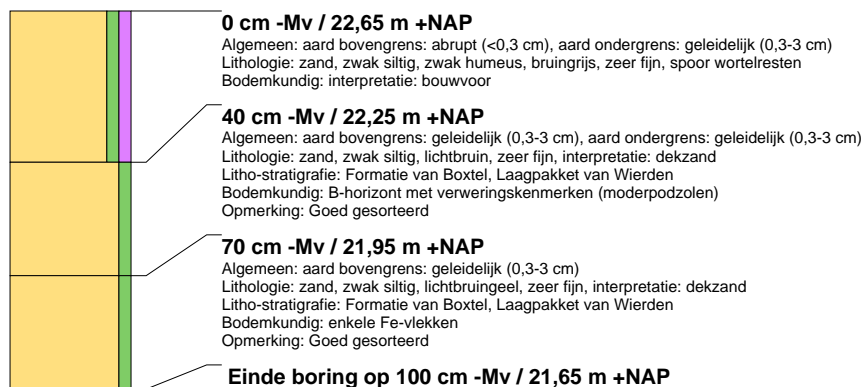 0 cm -Mv / 22,65 m +NAP
Algemeen: aard bovengrens: abrupt (<0,3 cm), aard ondergrens: geleidelijk (0,3-3 cm)
Lithologie: zand, zwak siltig, zwak humeus, bruingrijs, zeer fijn, spoor wortelresten
Bodemkundig: interpretatie: bouwvoor
40 cm -Mv / 22,25 m +NAP
Algemeen: aard bovengrens: geleidelijk (0,3-3 cm), aard ondergrens: geleidelijk (0,3-3 cm)
Lithologie: zand, zwak siltig, lichtbruin, zeer fijn, interpretatie: dekzand
Litho-stratigrafie: Formatie van Boxtel, Laagpakket van Wierden
Bodemkundig: B-horizont met verweringskenmerken (moderpodzolen)
Opmerking: Goed gesorteerd
70 cm -Mv / 21,95 m +NAP
Algemeen: aard bovengrens: geleidelijk (0,3-3 cm)
Lithologie: zand, zwak siltig, lichtbruingeel, zeer fijn, interpretatie: dekzand
Litho-stratigrafie: Formatie van Boxtel, Laagpakket van Wierden
Bodemkundig: enkele Fe-vlekken
Opmerking: Goed gesorteerd
Einde boring op 100 cm -Mv / 21,65 m +NAP